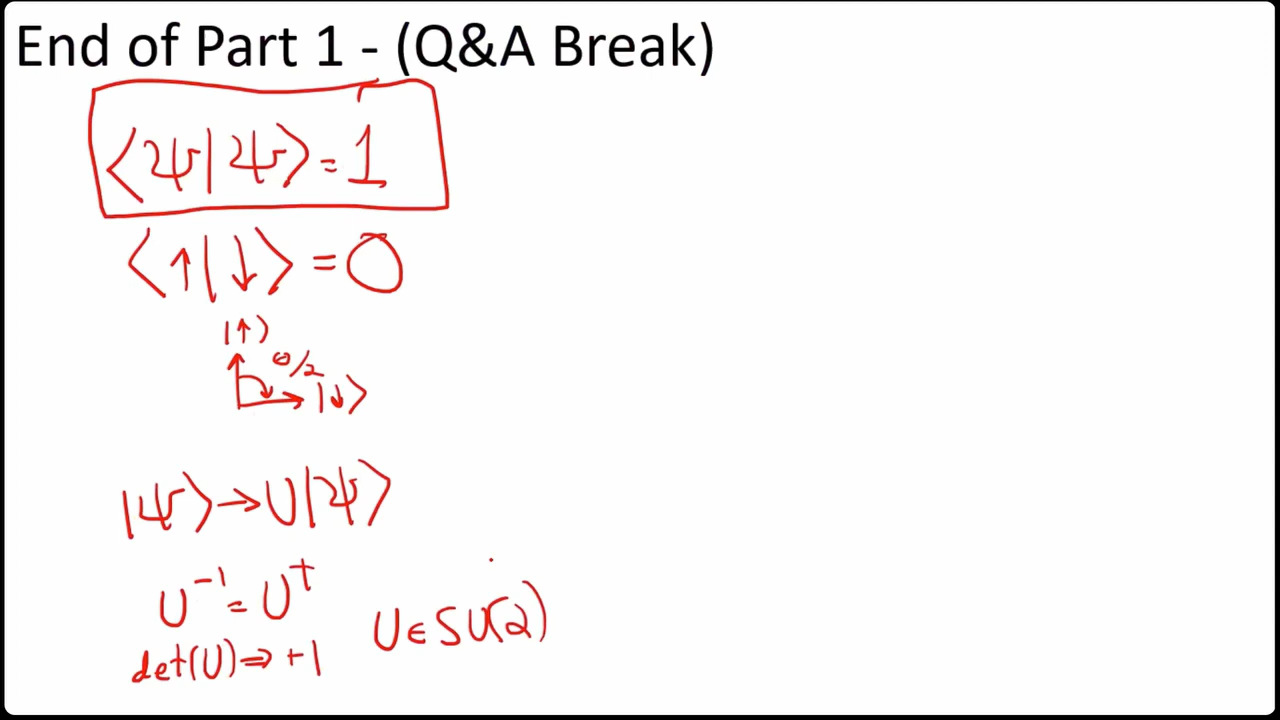 End of Part 1 - (Q&A Break)
⟨ψ|ψ⟩ = 1
⟨↑|↓⟩ = 0
|↑⟩
θ/2
|↓⟩
|ψ⟩ → U|ψ⟩
U⁻¹ = U†
U ∈ SU(2)
det(U) ⇒ +1